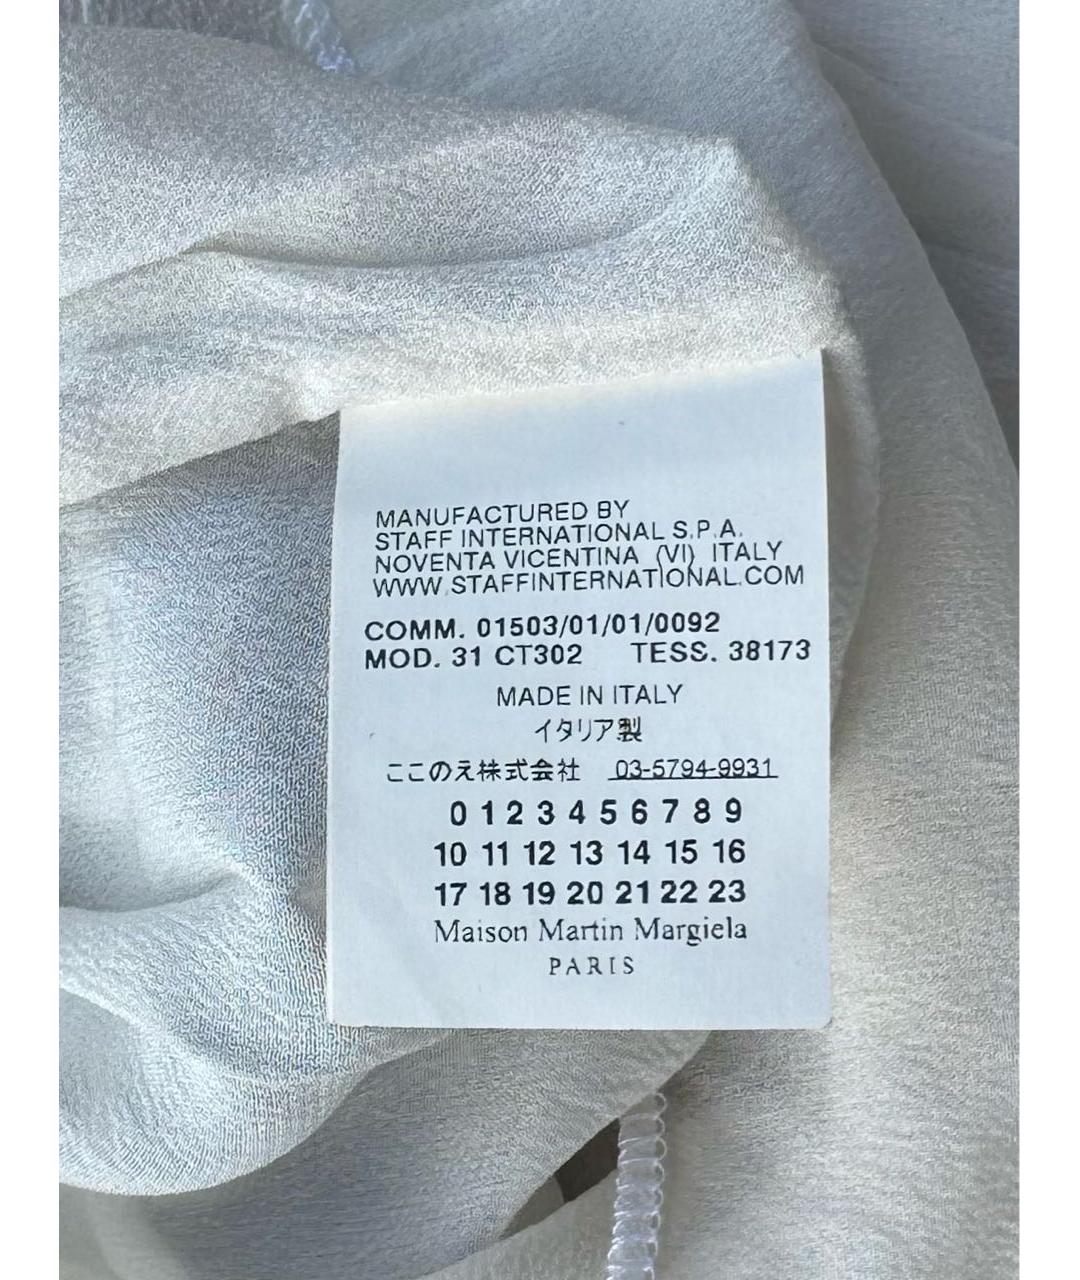 MANUFACTURED BY
STAFF INTERNATIONAL S.P.A.
NOVENTA VICENTINA (VI) ITALY
WWW.STAFFINTERNATIONAL.COM
COMM. 01503/01/01/0092
MOD. 31 CT302 TESS. 38173
MADE IN ITALY
イタリア製
ここのえ株式会社 03-5794-9931
0 1 2 3 4 5 6 7 8 9
10 11 12 13 14 15 16
17 18 19 20 21 22 23
Maison Martin Margiela
PARIS